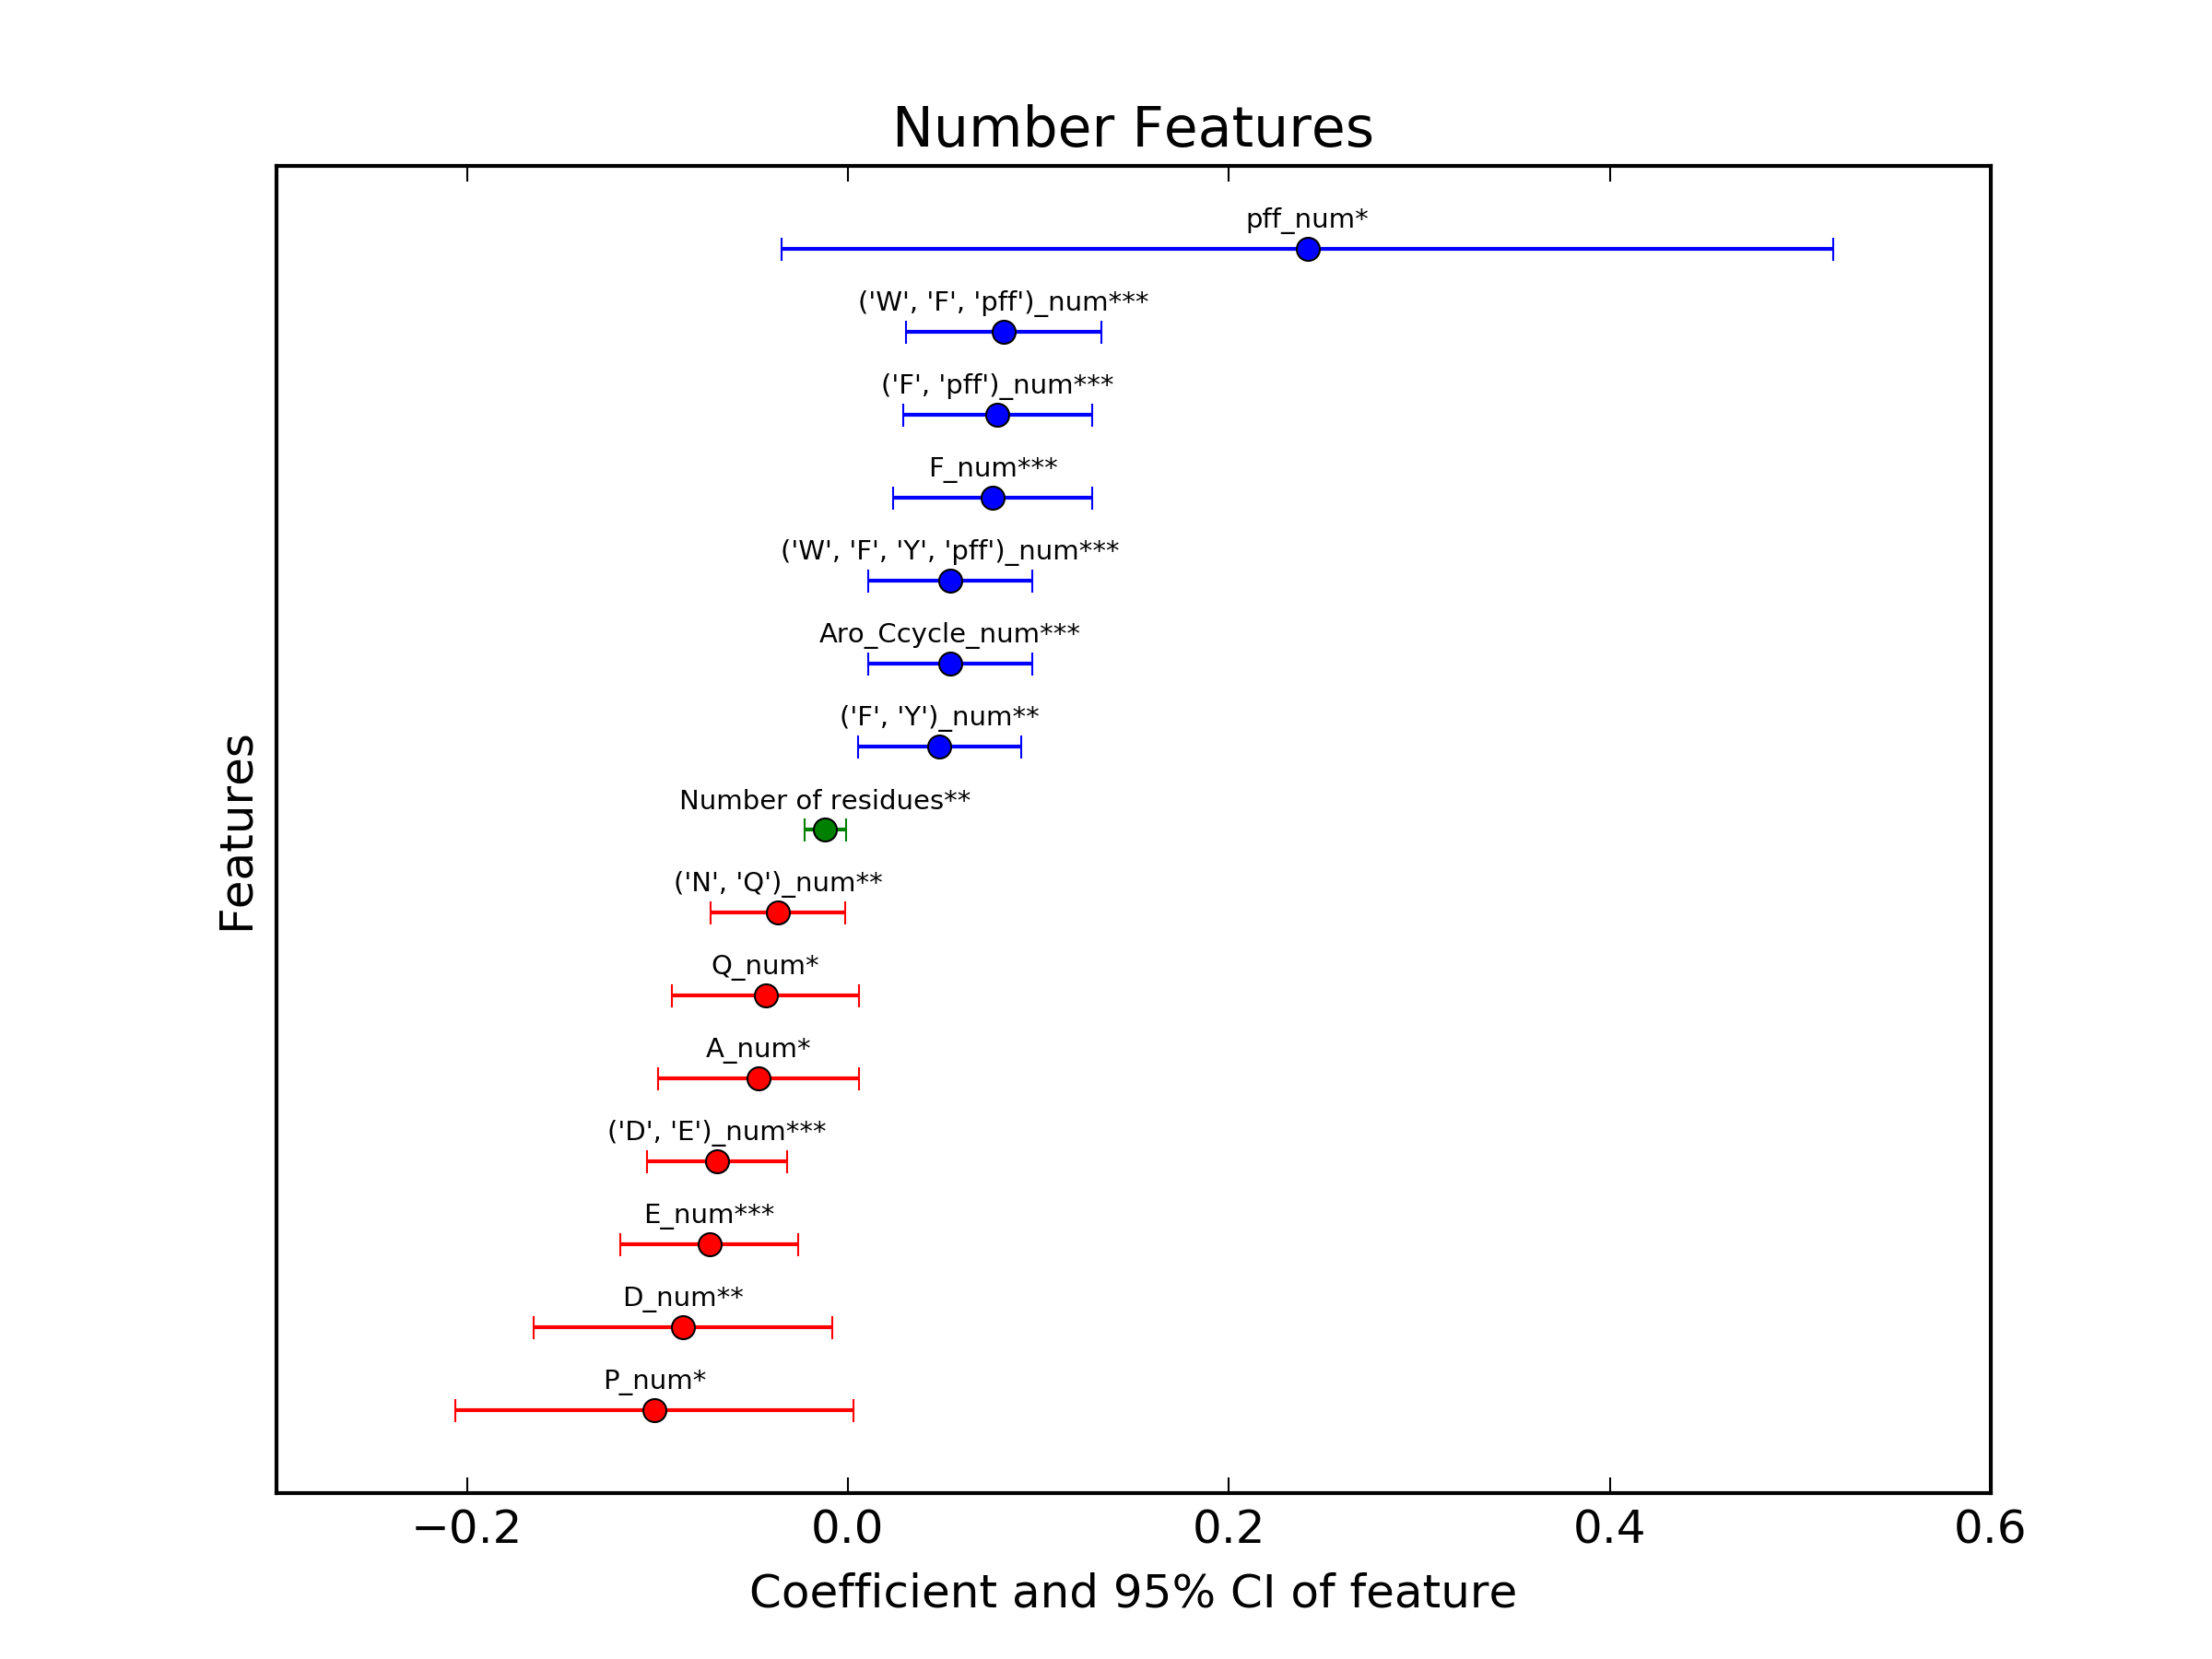 Number Features
pff_num*
('W', 'F', 'pff')_num***
('F', 'pff')_num***
F_num***
('W', 'F', 'Y', 'pff')_num***
Aro_Ccycle_num***
('F', 'Y')_num**
Number of residues**
('N', 'Q')_num**
Q_num*
A_num*
('D', 'E')_num***
E_num***
D_num**
P_num*
Features
−0.2 0.0 0.2 0.4 0.6
Coefficient and 95% CI of feature